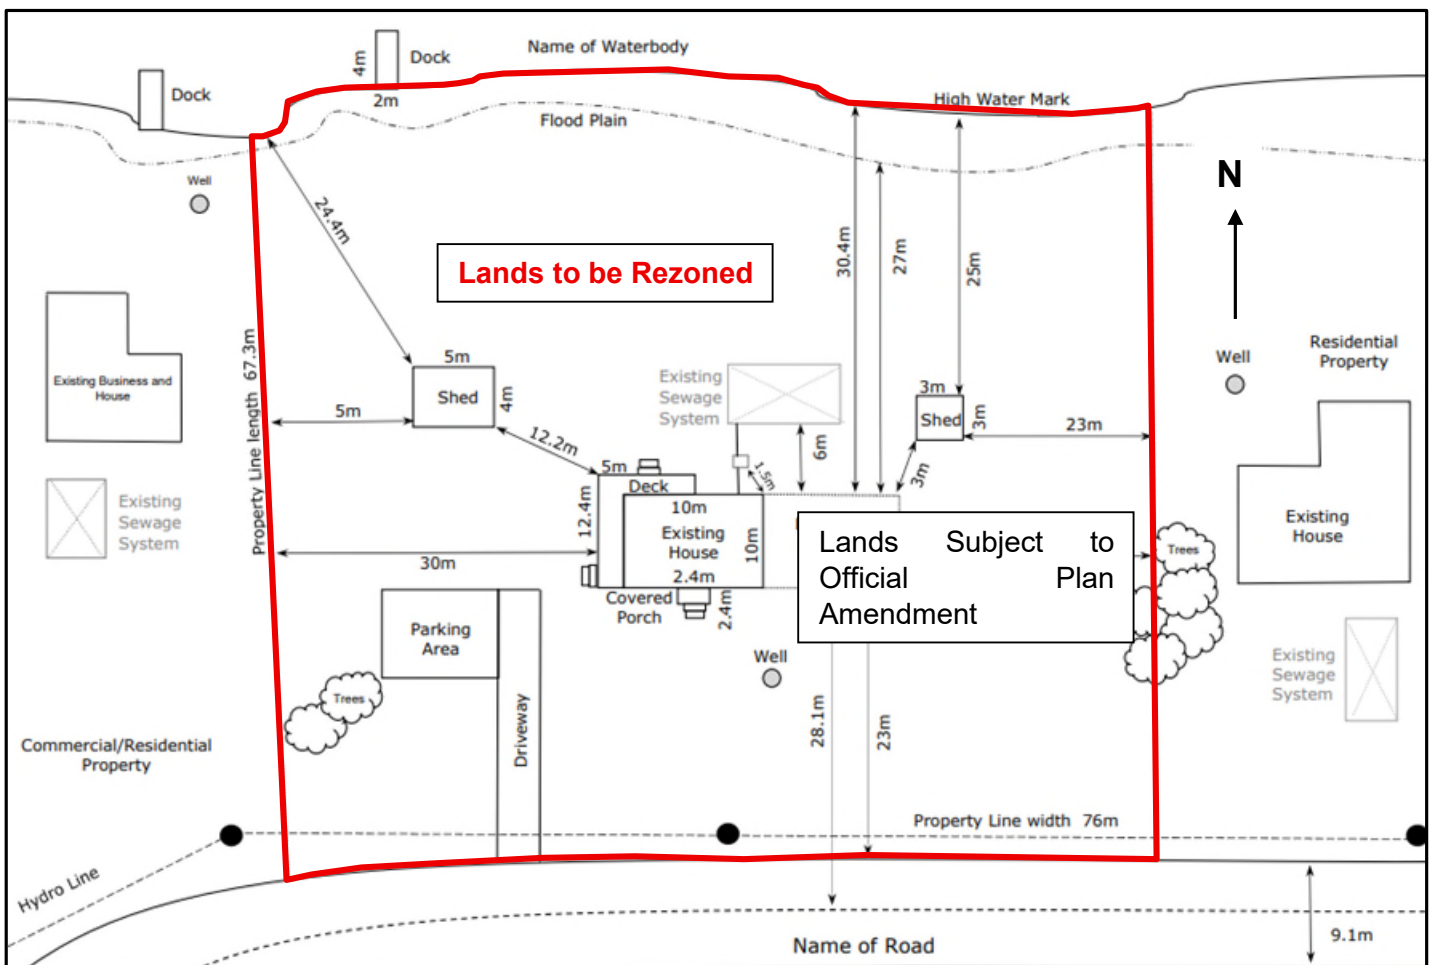 Name of Waterbody
4m
Dock
Dock
2m
High Water Mark
Flood Plain
Well
N
24.4m
30.4m
27m
25m
Lands to be Rezoned
Property Line length 67.3m
Existing Business and
House
5m
Shed
4m
5m
12.2m
Existing
Sewage
System
6m
1.5m
3m
Shed
3m
3m
23m
Well
Residential
Property
Existing
Sewage
System
5m
Deck
12.4m
10m
Existing
House
10m
2.4m
30m
Covered
Porch
2.4m
Lands Subject to
Official Plan
Amendment
Trees
Existing
House
Parking
Area
Well
Trees
Driveway
28.1m
23m
Existing
Sewage
System
Commercial/Residential
Property
Property Line width 76m
Hydro Line
Name of Road
9.1m